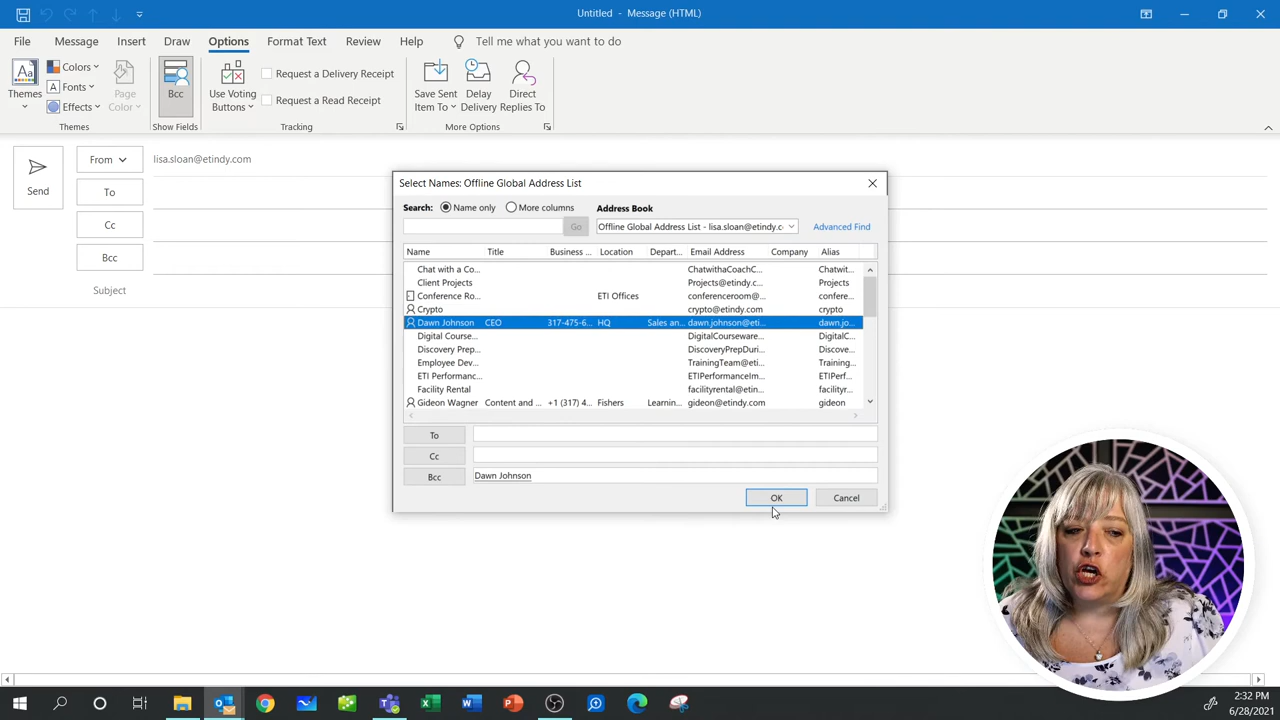 Untitled - Message (HTML)
File Message Insert Draw Options Format Text Review Help Tell me what you want to do
Themes
Colors
Fonts
Effects
Page Color
Bcc
Use Voting Buttons
Request a Delivery Receipt
Request a Read Receipt
Save Sent Item To
Delay Delivery
Direct Replies To
Themes Show Fields Tracking More Options
Send
From lisa.sloan@etindy.com
To
Cc
Bcc
Subject
Select Names: Offline Global Address List
Search: Name only More columns Address Book
Go Offline Global Address List - lisa.sloan@etindy.c Advanced Find
Name Title Business ... Location Depart... Email Address Company Alias
Chat with a Co... ChatwithaCoachC... Chatwit...
Client Projects Projects@etindy.c... Projects
Conference Ro... ETI Offices conferenceroom@... confere...
Crypto crypto@etindy.com crypto
Dawn Johnson CEO 317-475-6... HQ Sales an... dawn.johnson@eti... dawn.jo...
Digital Course... DigitalCourseware... DigitalC...
Discovery Prep... DiscoveryPrepDuri... Discove...
Employee Dev... TrainingTeam@eti... Training...
ETI Performanc... ETIPerformanceIm... ETIPerf...
Facility Rental facilityrental@etin... facilityr...
Gideon Wagner Content and ... +1 (317) 4... Fishers Learnin... gideon@etindy.com gideon
To
Cc
Bcc Dawn Johnson
OK Cancel
2:32 PM
6/28/2021